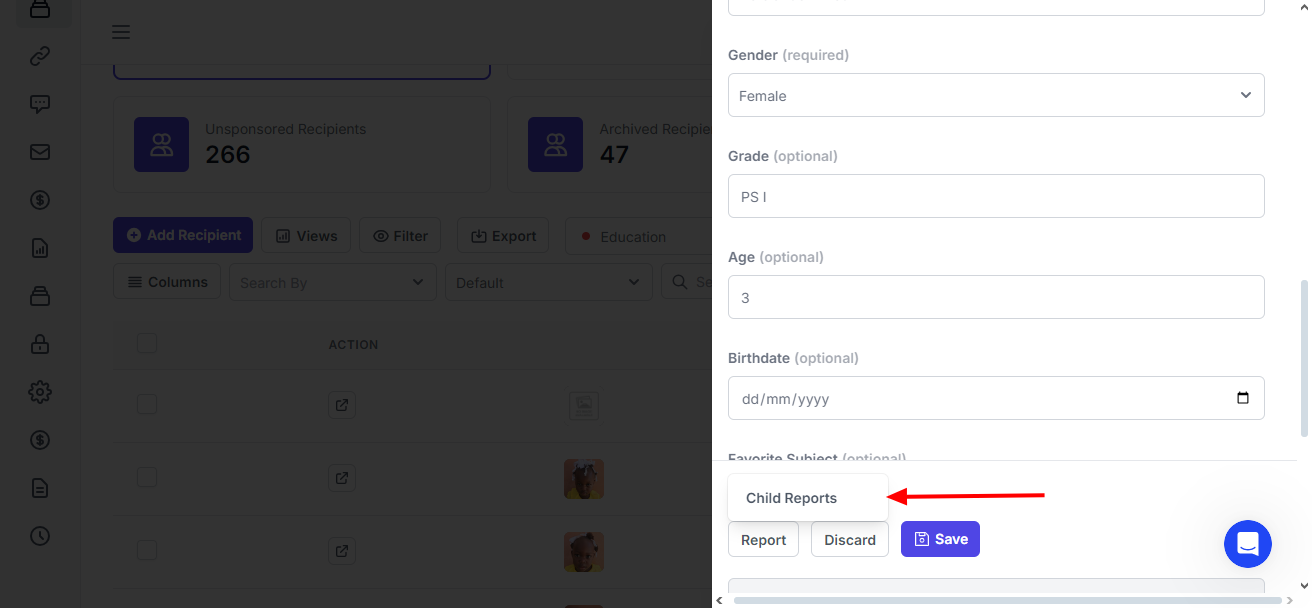 Unsponsored Recipients
266
Archived Recipie
47
Add Recipient
Views
Filter
Export
Education
Columns
Search By
Default
Se
ACTION
Gender (required)
Female
Grade (optional)
PS I
Age (optional)
3
Birthdate (optional)
dd/mm/yyyy
Favorite Subject (optional)
Child Reports
Report
Discard
Save